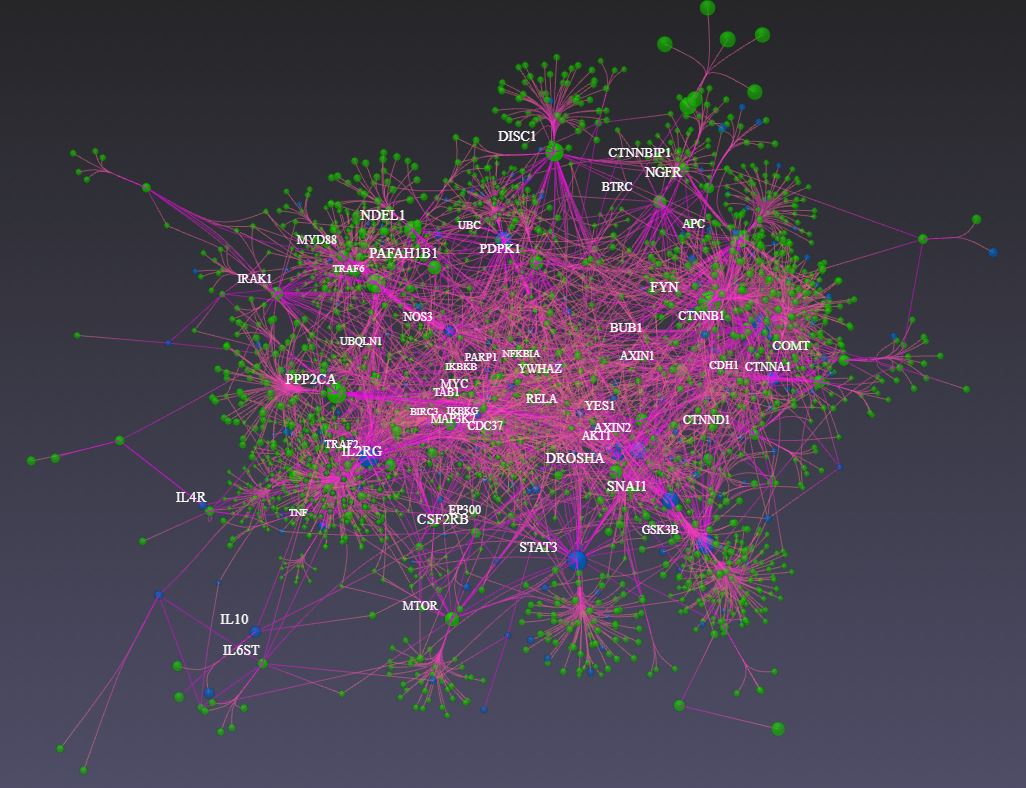 DISC1
CTNNBIP1
NGFR
BTRC
NDEL1
UBC
APC
MYD88
PDPK1
PAFAH1B1
TRAF6
IRAK1
FYN
NOS3
CTNNB1
BUB1
UBQLN1
COMT
NFKBIA
PARP1
AXIN1
IKBKB
YWHAZ
CDH1
CTNNA1
PPP2CA
MYC
TAB1
RELA
YES1
BIRC3
IKBKG
MAP3K7
CTNND1
CDC37
AXIN2
AKT1
TRAF2
IL2RG
DROSHA
SNAI1
IL4R
TNF
EP300
CSF2RB
GSK3B
STAT3
MTOR
IL10
IL6ST